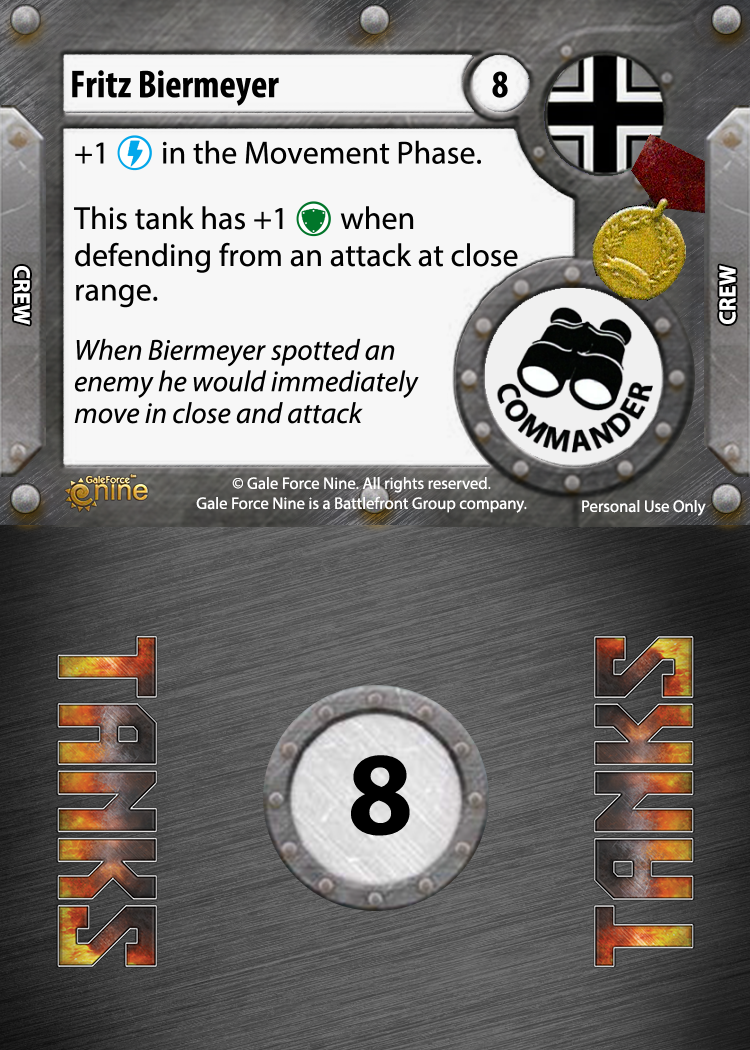 Fritz Biermeyer
8
+1 in the Movement Phase.
This tank has +1 when
defending from an attack at close
range.
When Biermeyer spotted an
enemy he would immediately
move in close and attack
CREW
CREW
COMMANDER
GaleForce™
nine
© Gale Force Nine. All rights reserved.
Gale Force Nine is a Battlefront Group company.
Personal Use Only
TANKS
8
TANKS